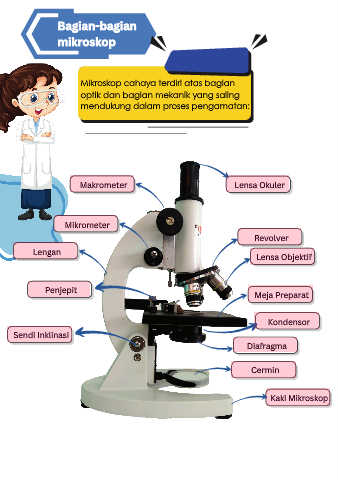 Bagian-bagian
mikroskop
Mikroskop cahaya terdiri atas bagian
optik dan bagian mekanik yang saling
mendukung dalam proses pengamatan:
Makrometer
Lensa Okuler
Mikrometer
Revolver
Lengan
Lensa Objektif
Penjepit
Meja Preparat
Kondensor
Sendi Inklinasi
Diafragma
Cermin
Kaki Mikroskop